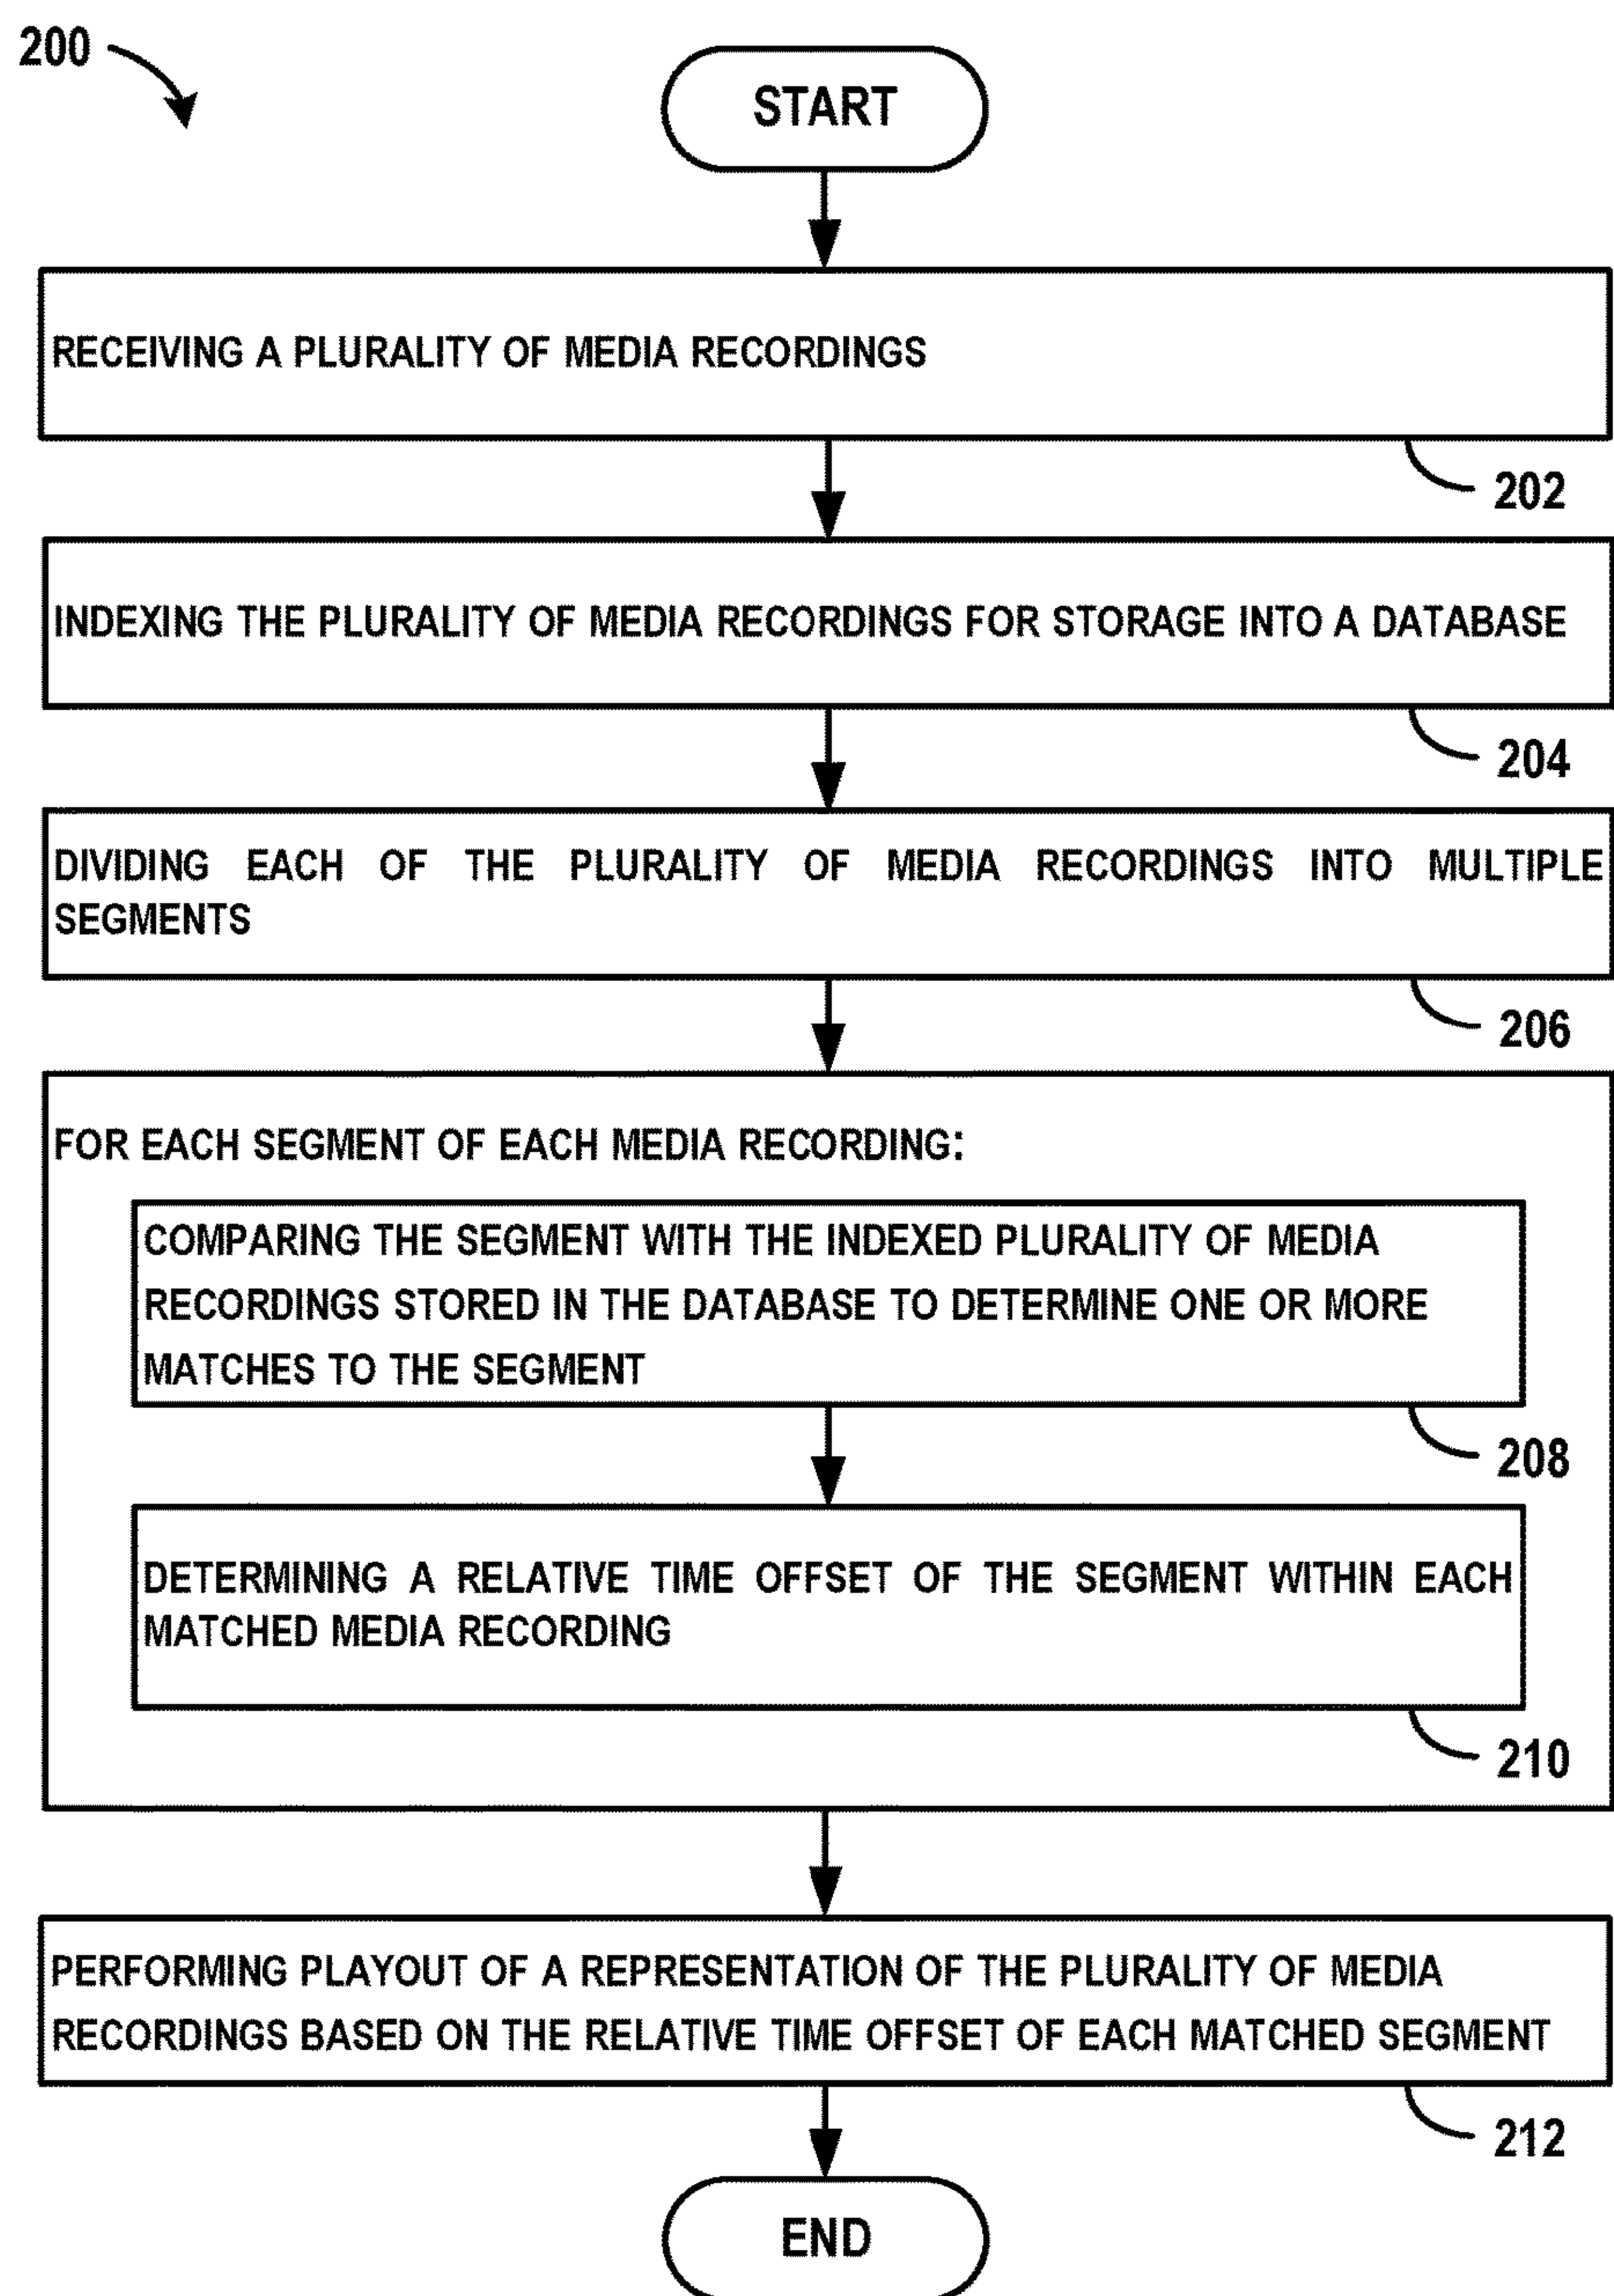 200
START
RECEIVING A PLURALITY OF MEDIA RECORDINGS
202
INDEXING THE PLURALITY OF MEDIA RECORDINGS FOR STORAGE INTO A DATABASE
204
DIVIDING EACH OF THE PLURALITY OF MEDIA RECORDINGS INTO MULTIPLE
SEGMENTS
206
FOR EACH SEGMENT OF EACH MEDIA RECORDING:
COMPARING THE SEGMENT WITH THE INDEXED PLURALITY OF MEDIA
RECORDINGS STORED IN THE DATABASE TO DETERMINE ONE OR MORE
MATCHES TO THE SEGMENT
208
DETERMINING A RELATIVE TIME OFFSET OF THE SEGMENT WITHIN EACH
MATCHED MEDIA RECORDING
210
PERFORMING PLAYOUT OF A REPRESENTATION OF THE PLURALITY OF MEDIA
RECORDINGS BASED ON THE RELATIVE TIME OFFSET OF EACH MATCHED SEGMENT
212
END